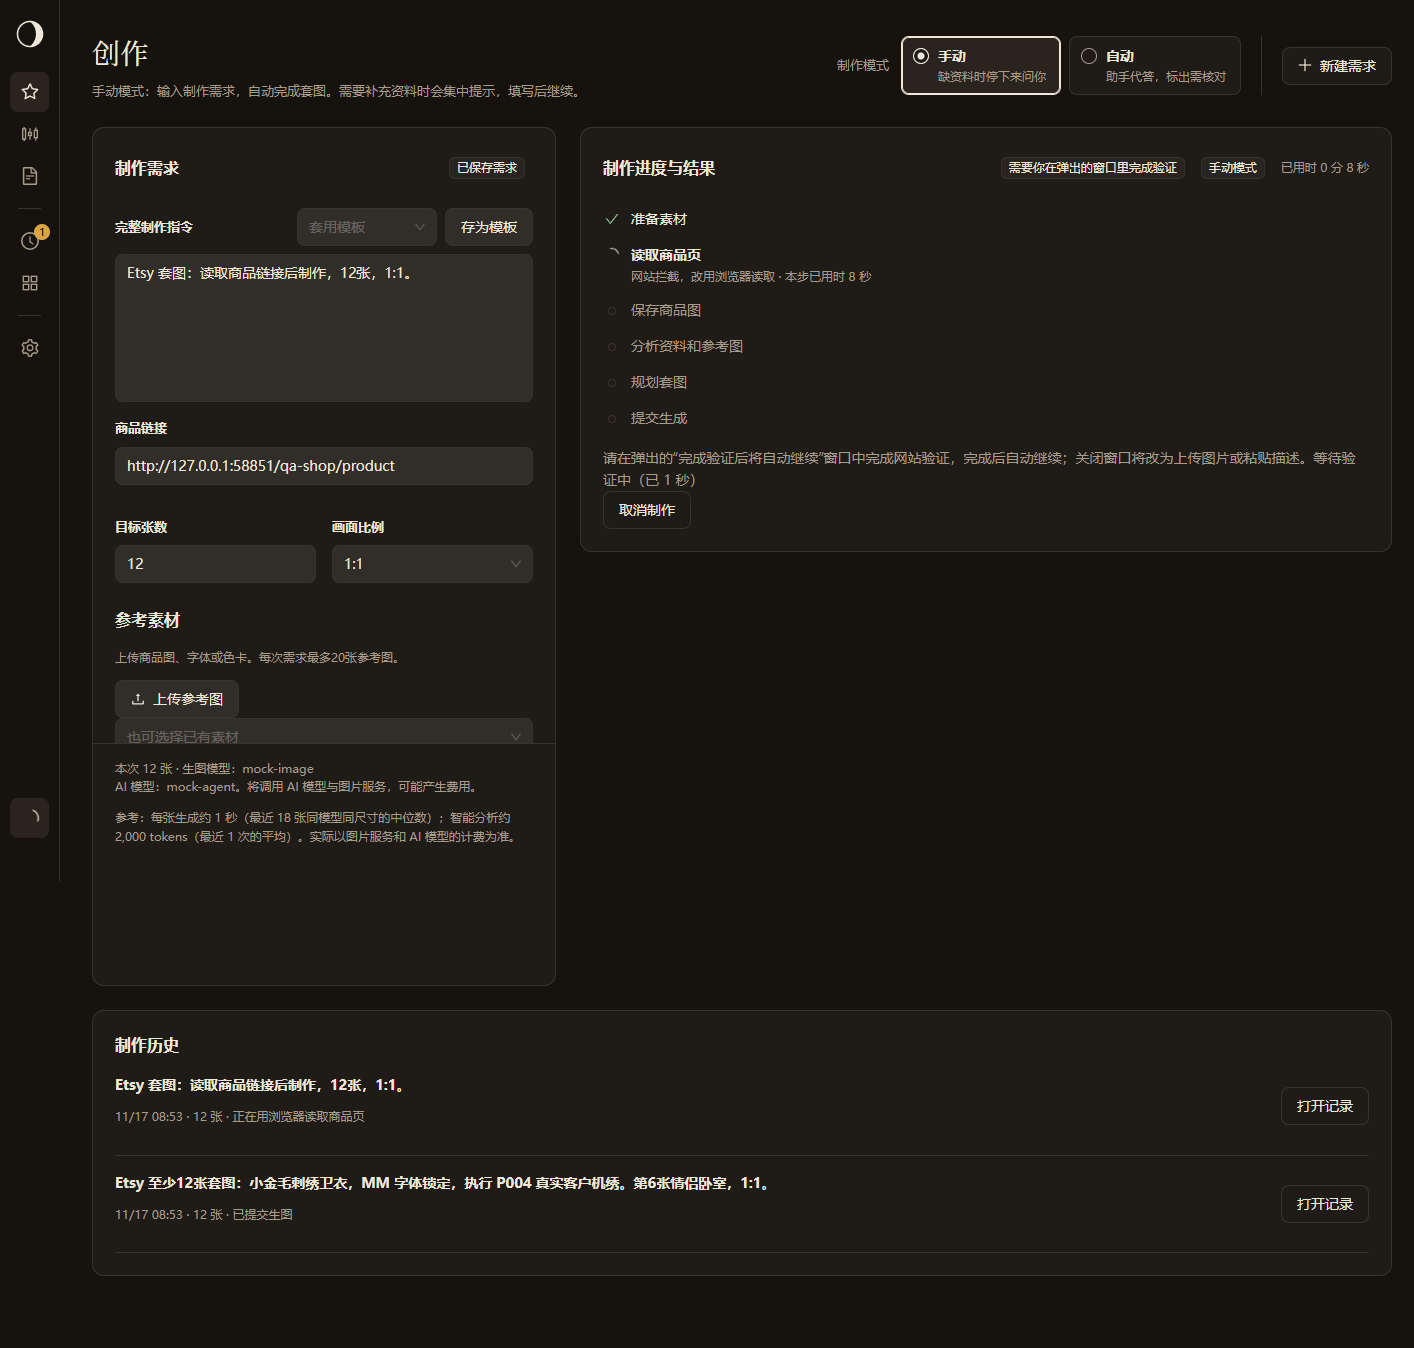 创作
手动模式：输入制作需求，自动完成套图。需要补充资料时会集中提示，填写后继续。
制作模式
手动
缺资料时停下来问你
自动
助手代答，标出需核对
新建需求
1
制作需求
已保存需求
完整制作指令
套用模板
存为模板
Etsy 套图：读取商品链接后制作，12张，1:1。
商品链接
http://127.0.0.1:58851/qa-shop/product
目标张数
画面比例
12
1:1
参考素材
上传商品图、字体或色卡。每次需求最多20张参考图。
上传参考图
也可选择已有素材
本次 12 张 · 生图模型：mock-image
AI 模型：mock-agent。将调用 AI 模型与图片服务，可能产生费用。
参考：每张生成约 1 秒（最近 18 张同模型同尺寸的中位数）；智能分析约
2,000 tokens（最近 1 次的平均）。实际以图片服务和 AI 模型的计费为准。
制作进度与结果
需要你在弹出的窗口里完成验证
手动模式
已用时 0 分 8 秒
准备素材
读取商品页
网站拦截，改用浏览器读取 · 本步已用时 8 秒
保存商品图
分析资料和参考图
规划套图
提交生成
请在弹出的“完成验证后将自动继续”窗口中完成网站验证，完成后自动继续；关闭窗口将改为上传图片或粘贴描述。等待验
证中（已 1 秒）
取消制作
制作历史
Etsy 套图：读取商品链接后制作，12张，1:1。
11/17 08:53 · 12 张 · 正在用浏览器读取商品页
打开记录
Etsy 至少12张套图：小金毛刺绣卫衣，MM 字体锁定，执行 P004 真实客户机绣。第6张情侣卧室，1:1。
11/17 08:53 · 12 张 · 已提交生图
打开记录